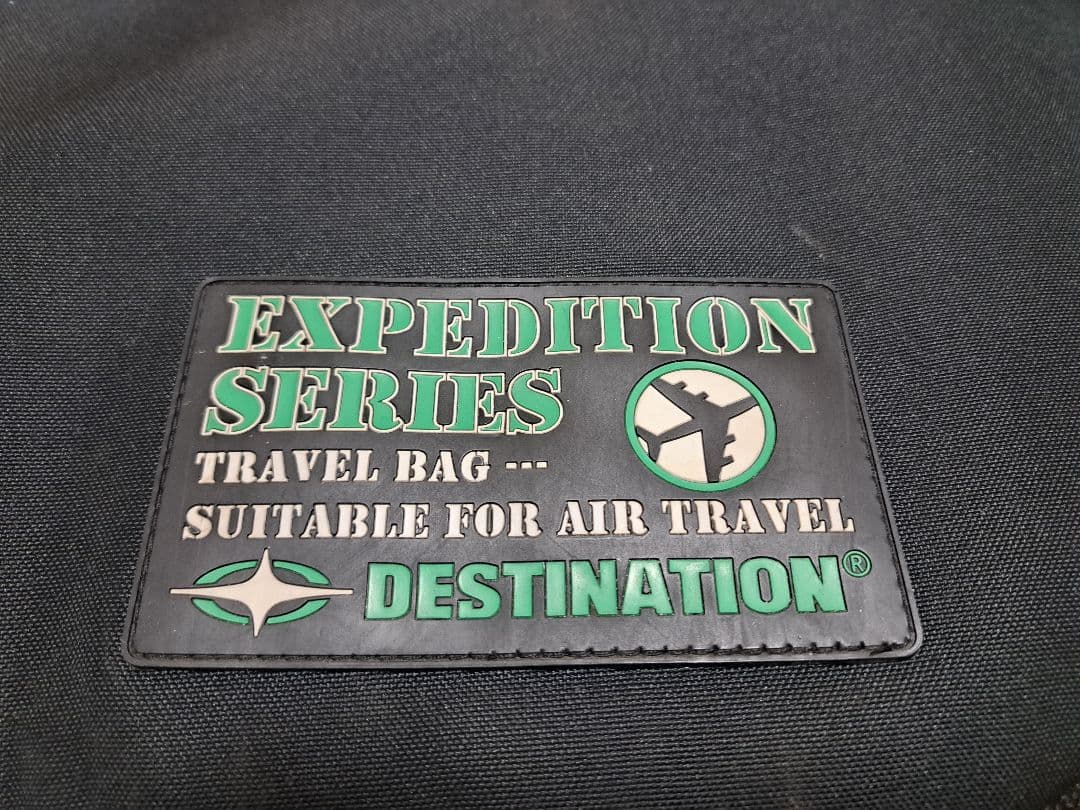 EXPEDITION
SERIES
TRAVEL BAG ---
SUITABLE FOR AIR TRAVEL
DESTINATION®